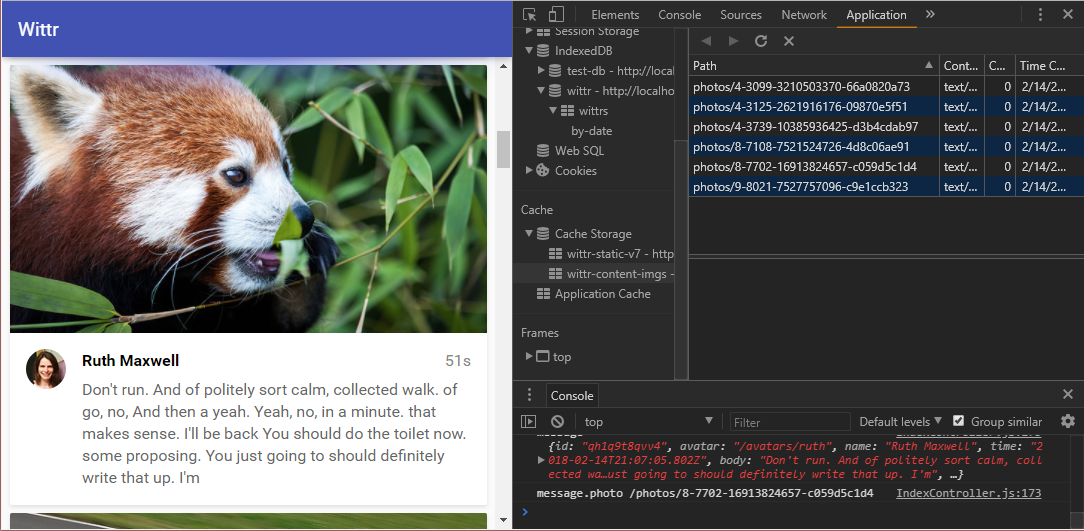 Wittr
Ruth Maxwell
51s
Don't run. And of politely sort calm, collected walk. of
go, no, And then a yeah. Yeah, no, in a minute. that
makes sense. I'll be back You should do the toilet now.
some proposing. You just going to should definitely
write that up. I'm
Elements Console Sources Network Application »
Session Storage
IndexedDB
test-db - http://local
wittr - http://localho
wittrs
by-date
Web SQL
Cookies
Cache
Cache Storage
wittr-static-v7 - http
wittr-content-imgs -
Application Cache
Frames
top
Path Cont... C... Time C...
photos/4-3099-3210503370-66a0820a73 text/... 0 2/14/2...
photos/4-3125-2621916176-09870e5f51 text/... 0 2/14/2...
photos/4-3739-10385936425-d3b4cdab97 text/... 0 2/14/2...
photos/8-7108-7521524726-4d8c06ae91 text/... 0 2/14/2...
photos/8-7702-16913824657-c059d5c1d4 text/... 0 2/14/2...
photos/9-8021-7527757096-c9e1ccb323 text/... 0 2/14/2...
Console
top Filter Default levels Group similar
message
{id: "qh1q9t8qvv4", avatar: "/avatars/ruth", name: "Ruth Maxwell", time: "2
018-02-14T21:07:05.802Z", body: "Don't run. And of politely sort calm, coll
ected wa…ust going to should definitely write that up. I'm", …}
message.photo /photos/8-7702-16913824657-c059d5c1d4 IndexController.js:173